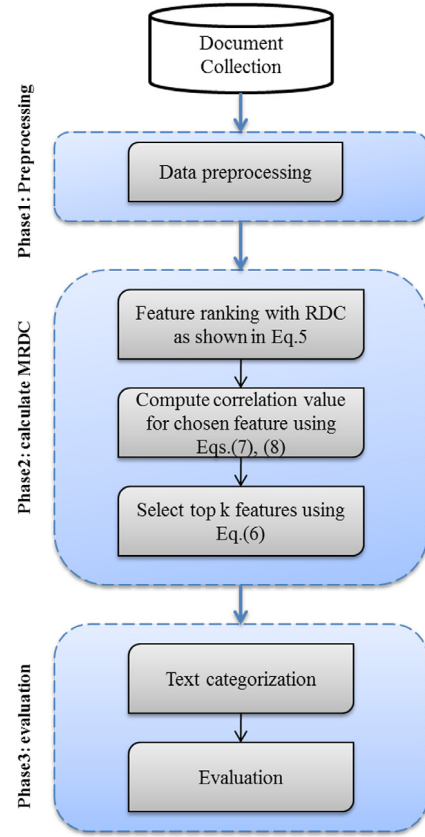 Document
Collection
Phase1: Preprocessing
Data preprocessing
Phase2: calculate MRDC
Feature ranking with RDC
as shown in Eq.5
Compute correlation value
for chosen feature using
Eqs.(7), (8)
Select top k features using
Eq.(6)
Phase3: evaluation
Text categorization
Evaluation